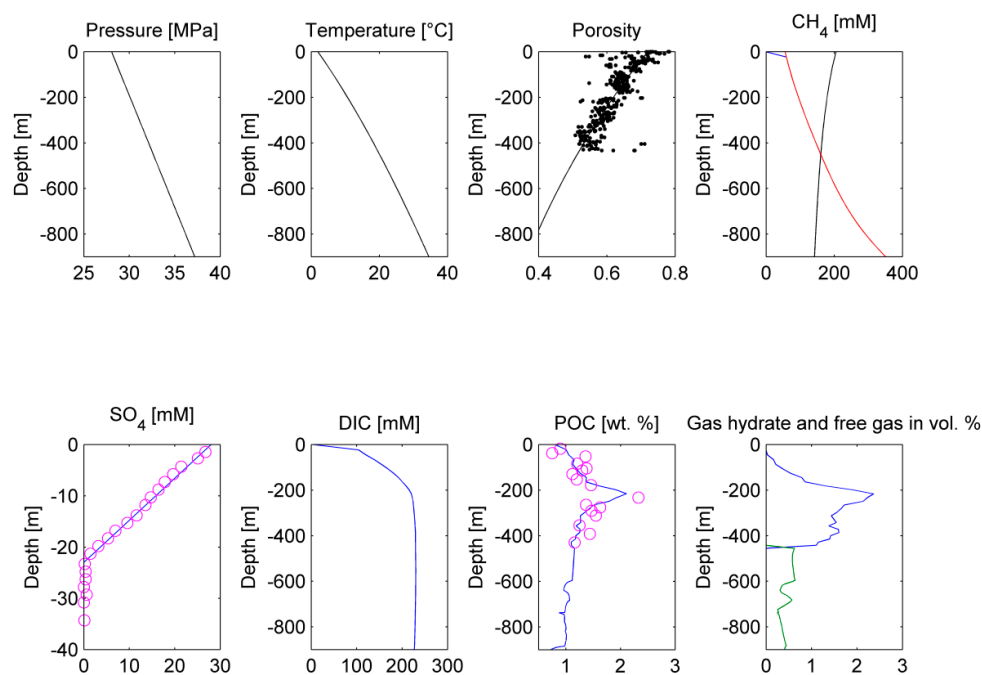 Pressure [MPa]
Temperature [°C]
Porosity
CH4 [mM]
Depth [m]
0
-200
-400
-600
-800
25 30 35 40
Depth [m]
0
-200
-400
-600
-800
0 20 40
Depth [m]
0
-200
-400
-600
-800
0.4 0.6 0.8
Depth [m]
0
-200
-400
-600
-800
0 200 400
SO4 [mM]
DIC [mM]
POC [wt. %]
Gas hydrate and free gas in vol. %
Depth [m]
0
-10
-20
-30
-40
0 10 20 30
Depth [m]
0
-200
-400
-600
-800
0 100 200 300
Depth [m]
0
-200
-400
-600
-800
1 2 3
Depth [m]
0
-200
-400
-600
-800
0 1 2 3